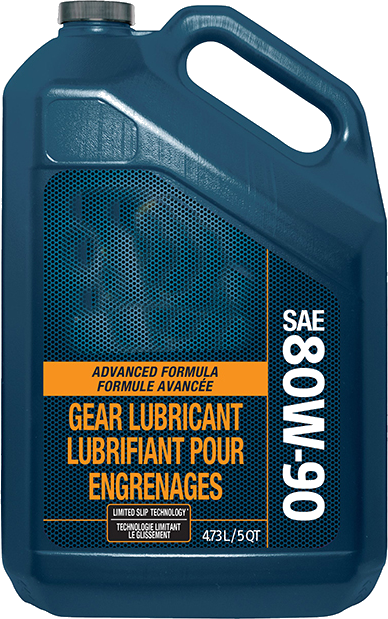 ADVANCED FORMULA
FORMULE AVANCÉE
GEAR LUBRICANT
LUBRIFIANT POUR
ENGRENAGES
LIMITED SLIP TECHNOLOGY*
TECHNOLOGIE LIMITANT
LE GLISSEMENT
4.73 L / 5 QT
SAE
80W-90